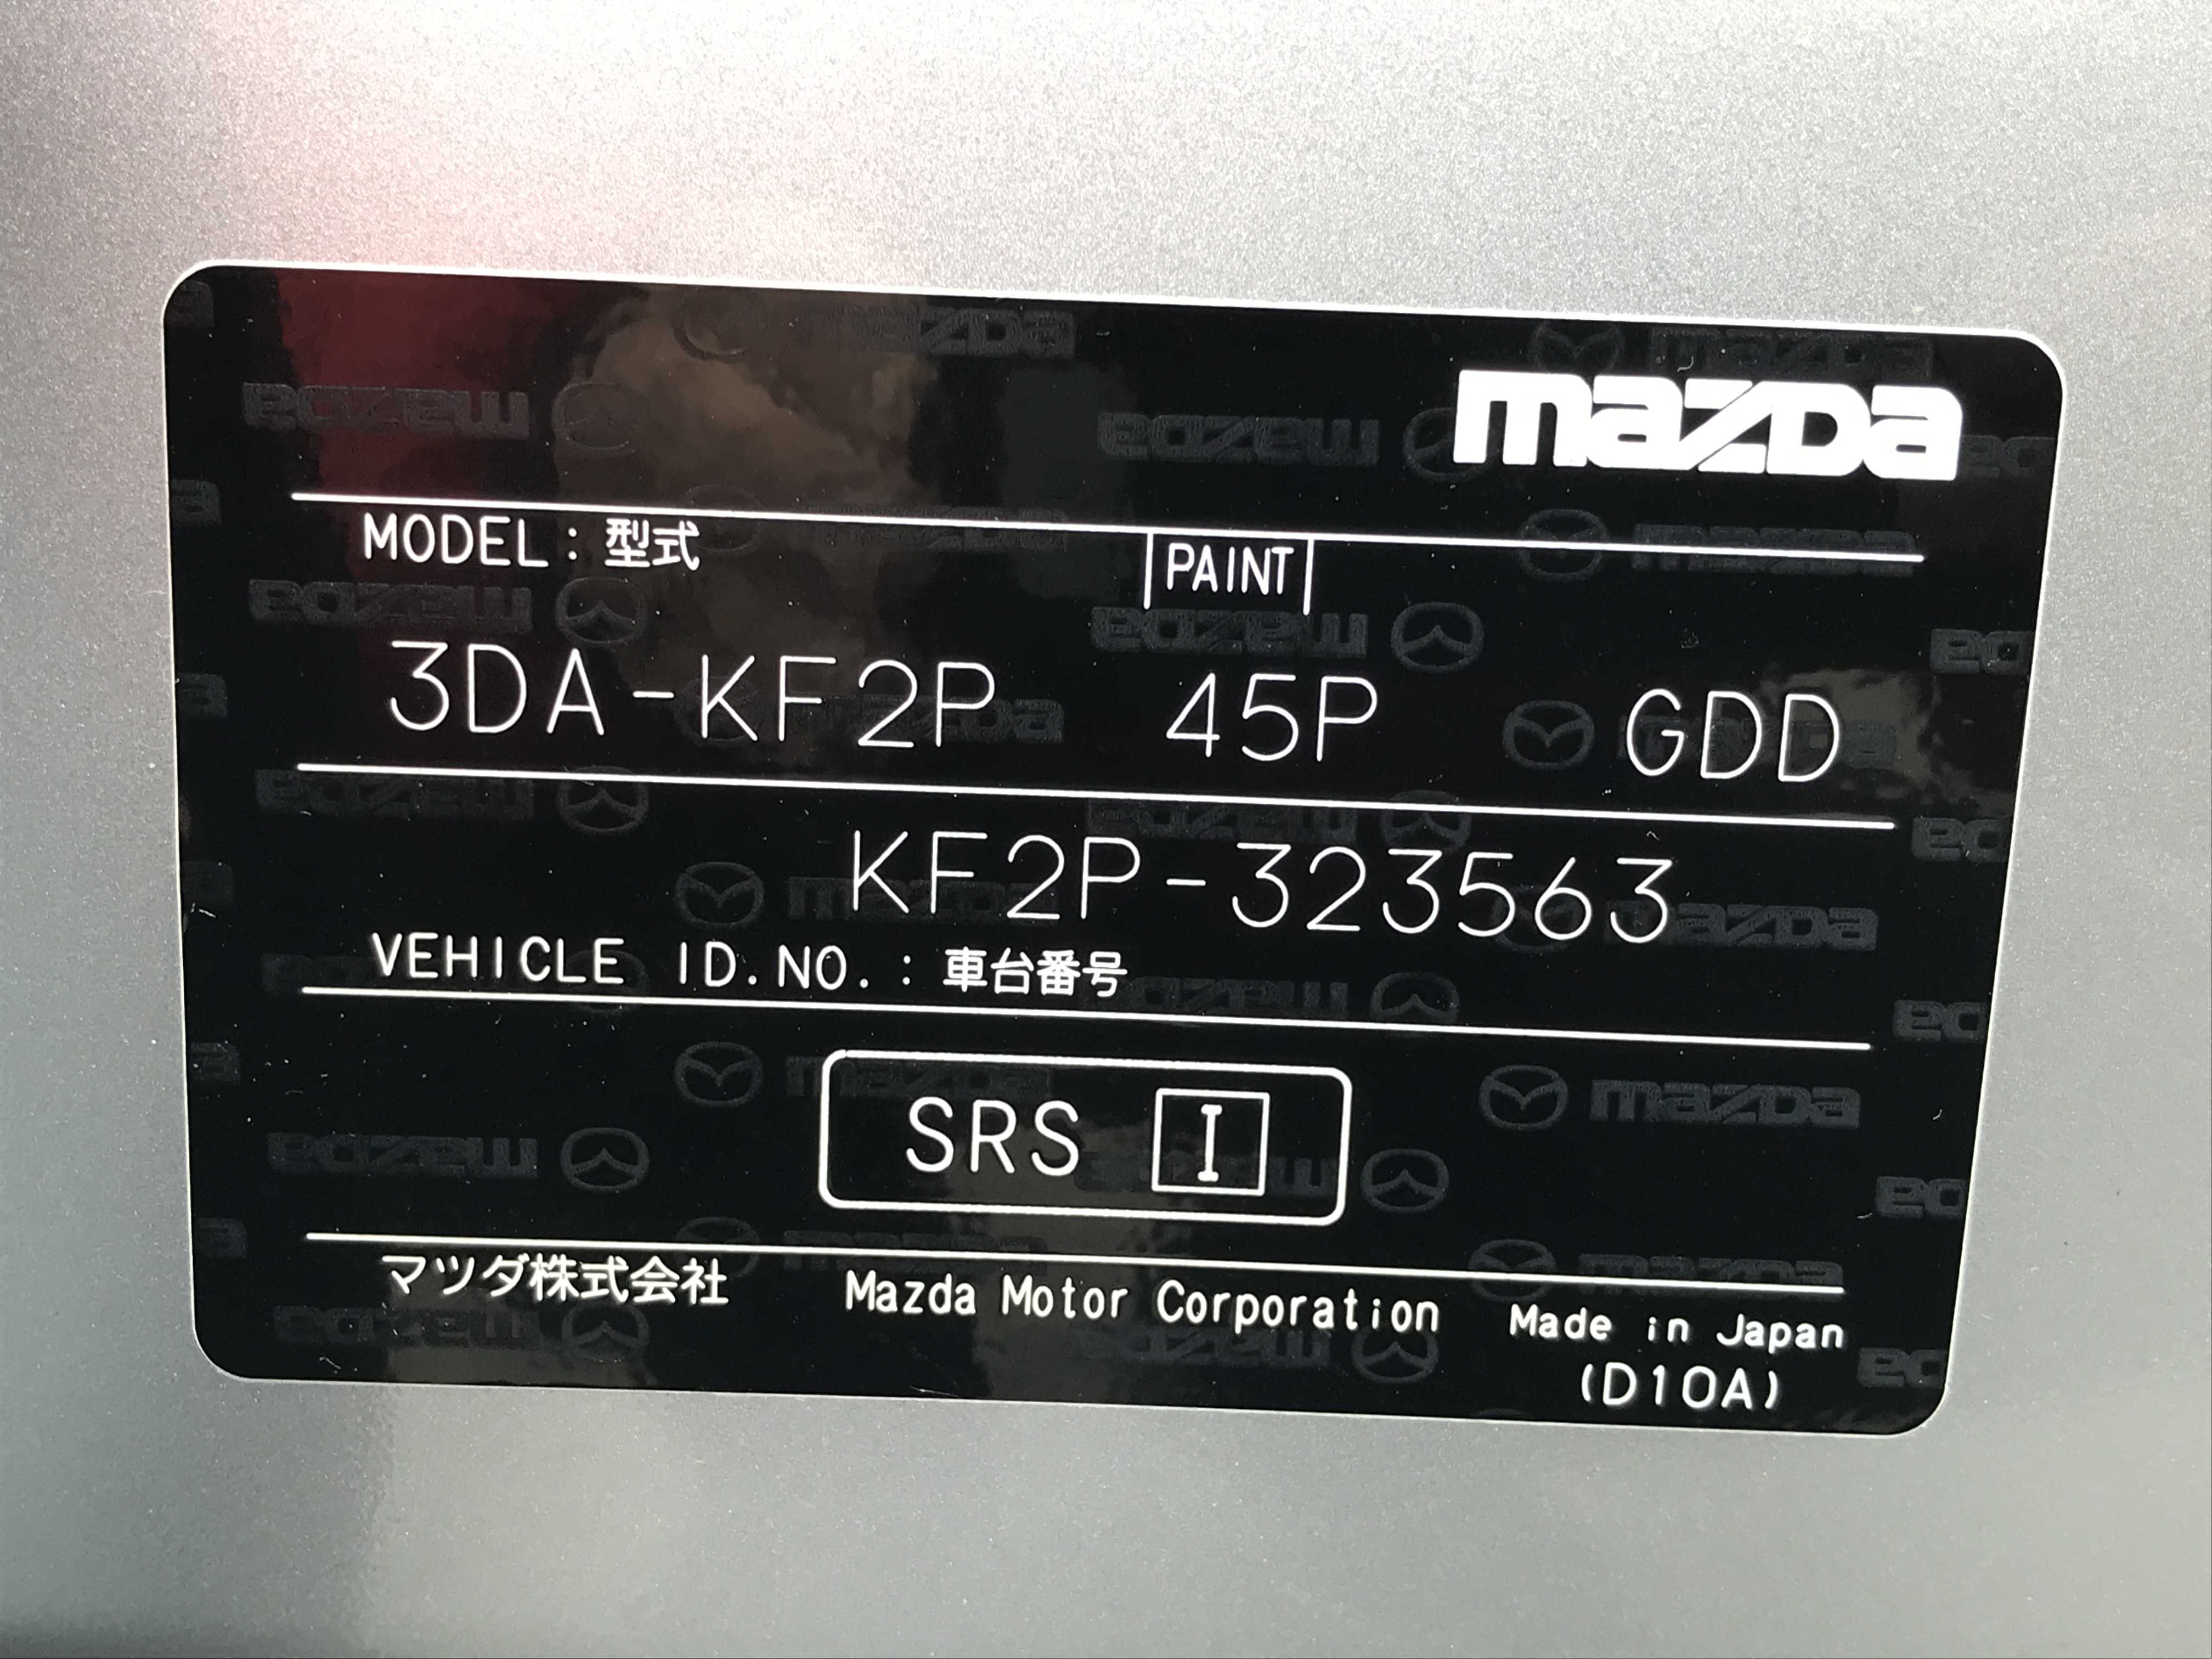 mazda
MODEL : 型式
PAINT
3DA-KF2P 45P GDD
KF2P-323563
VEHICLE ID.NO. : 車台番号
SRS I
マツダ株式会社 Mazda Motor Corporation Made in Japan
(D10A)